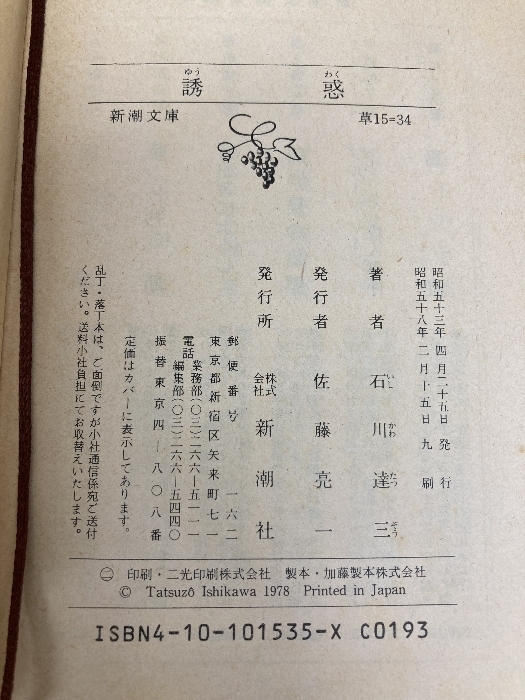 誘惑
ゆう わく
新潮文庫 草15=34
昭和五十三年 四月二十五日 発行
昭和五十八年 二月十五日 九刷
著者 石川達三
いし かわ たつ ぞう
発行者 佐藤亮一
発行所 株式会社 新潮社
郵便番号 一六二
東京都新宿区矢来町七一
電話 業務部(〇三)二六六―五一一一
編集部(〇三)二六六―五四四〇
振替東京四―八〇八番
定価はカバーに表示してあります。
乱丁・落丁本は、ご面倒ですが小社通信係宛ご送付
ください。送料小社負担にてお取替えいたします。
㊁ 印刷・二光印刷株式会社 製本・加藤製本株式会社
© Tatsuzô Ishikawa 1978 Printed in Japan
ISBN4-10-101535-X C0193